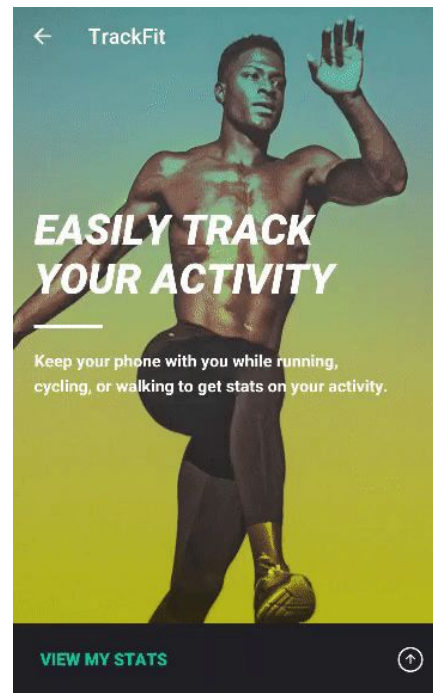 TrackFit
EASILY TRACK
YOUR ACTIVITY
Keep your phone with you while running,
cycling, or walking to get stats on your activity.
VIEW MY STATS